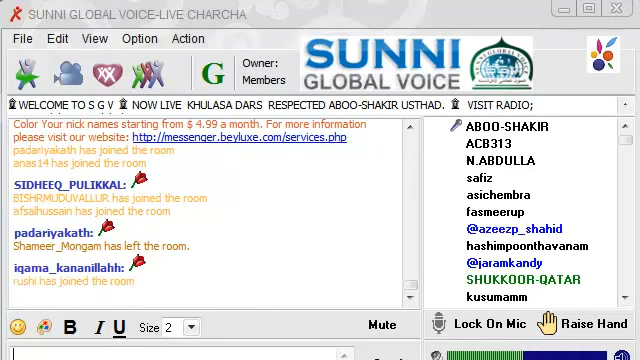 SUNNI GLOBAL VOICE-LIVE CHARCHA
File Edit View Option Action
G
Owner:
Members
SUNNI
GLOBAL VOICE
WELCOME TO S G V NOW LIVE KHULASA DARS RESPECTED ABOO-SHAKIR USTHAD. VISIT RADIO;
Color Your nick names starting from $ 4.99 a month. For more information
please visit our website: http://messenger.beyluxe.com/services.php
padariyakath has joined the room
anas14 has joined the room
SIDHEEQ_PULIKKAL:
BISHRMUDUVALLUR has joined the room
afsalhussain has joined the room
padariyakath:
Shameer_Mongam has left the room.
iqama_kananillahh:
rushi has joined the room
ABOO-SHAKIR
ACB313
N.ABDULLA
safiz
asichembra
fasmeerup
@azeezp_shahid
hashimpoonthavanam
@jaramkandy
SHUKKOOR-QATAR
kusumamm
B I U Size 2 Mute
Lock On Mic Raise Hand